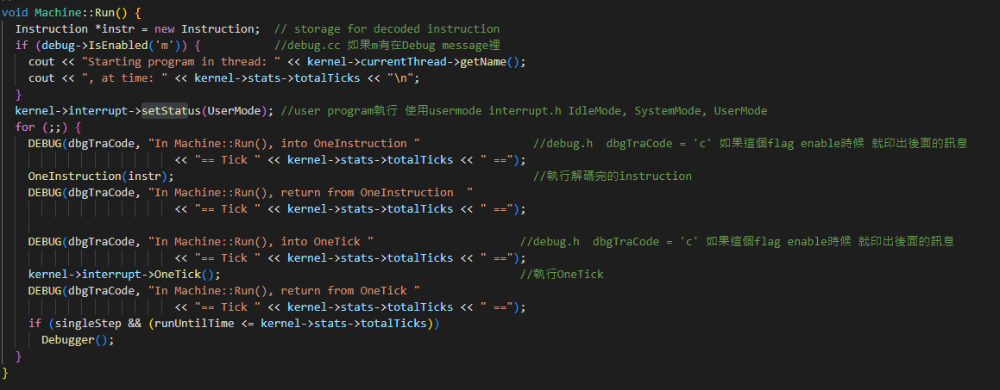 void Machine::Run() {
Instruction *instr = new Instruction;  // storage for decoded instruction
if (debug->IsEnabled('m')) {           //debug.cc 如果m有在Debug message裡
cout << "Starting program in thread: " << kernel->currentThread->getName();
cout << ", at time: " << kernel->stats->totalTicks << "\n";
}
kernel->interrupt->setStatus(UserMode); //user program執行 使用usermode interrupt.h IdleMode, SystemMode, UserMode
for (;;) {
DEBUG(dbgTraCode, "In Machine::Run(), into OneInstruction "                 //debug.h  dbgTraCode = 'c' 如果這個flag enable時候 就印出後面的訊息
<< "== Tick " << kernel->stats->totalTicks << " ==");
OneInstruction(instr);                                                       //執行解碼完的instruction
DEBUG(dbgTraCode, "In Machine::Run(), return from OneInstruction  "
<< "== Tick " << kernel->stats->totalTicks << " ==");
DEBUG(dbgTraCode, "In Machine::Run(), into OneTick "                      //debug.h  dbgTraCode = 'c' 如果這個flag enable時候 就印出後面的訊息
<< "== Tick " << kernel->stats->totalTicks << " ==");
kernel->interrupt->OneTick();                                              //執行OneTick
DEBUG(dbgTraCode, "In Machine::Run(), return from OneTick "
<< "== Tick " << kernel->stats->totalTicks << " ==");
if (singleStep && (runUntilTime <= kernel->stats->totalTicks))
Debugger();
}
}